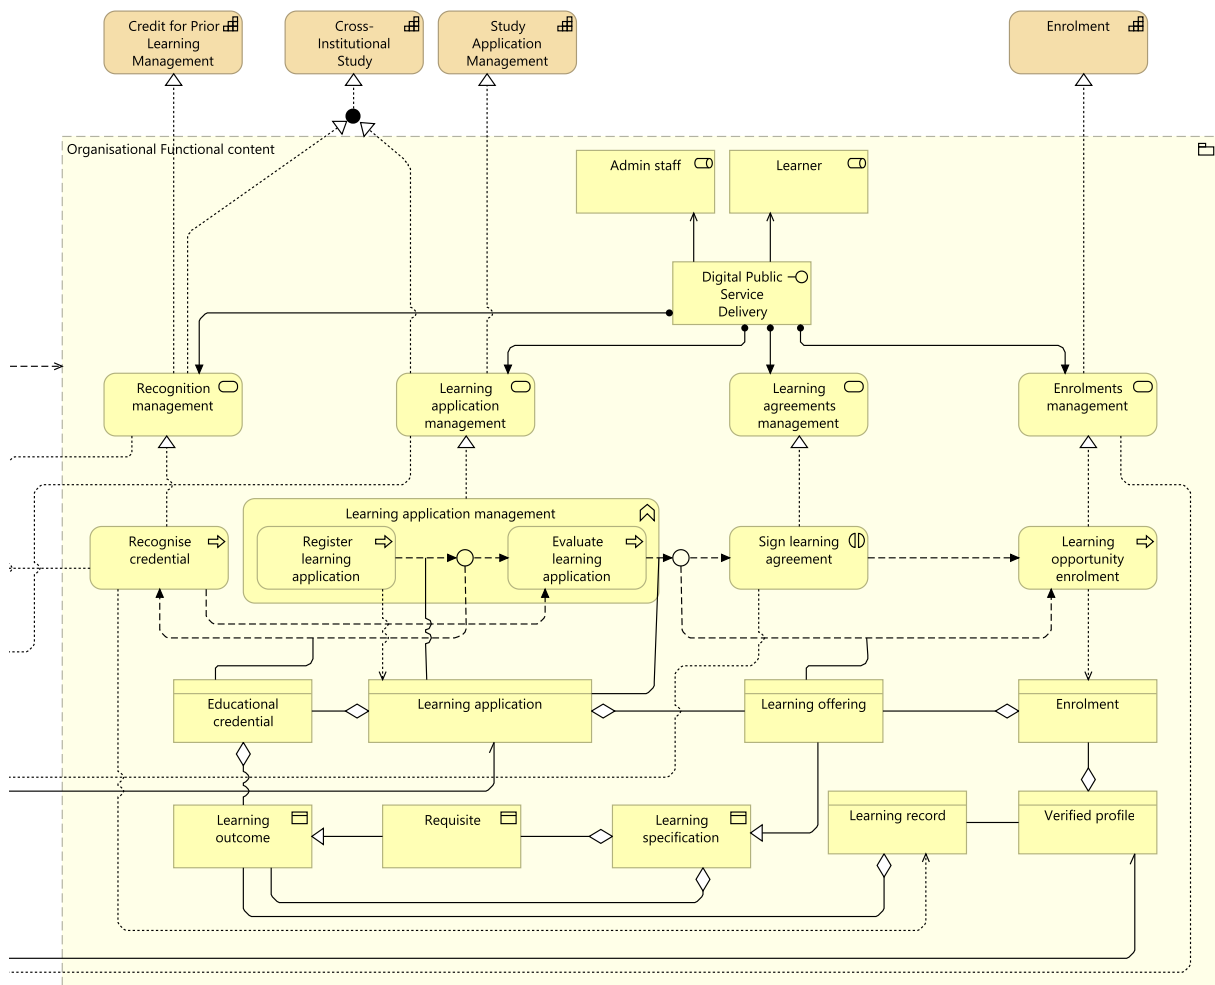 Credit for Prior
Learning
Management
Cross-
Institutional
Study
Study
Application
Management
Enrolment
Organisational Functional content
Admin staff
Learner
Digital Public
Service
Delivery
Recognition
management
Learning
application
management
Learning
agreements
management
Enrolments
management
Learning application management
Recognise
credential
Register
learning
application
Evaluate
learning
application
Sign learning
agreement
Learning
opportunity
enrolment
Educational
credential
Learning application
Learning offering
Enrolment
Learning
outcome
Requisite
Learning
specification
Learning record
Verified profile